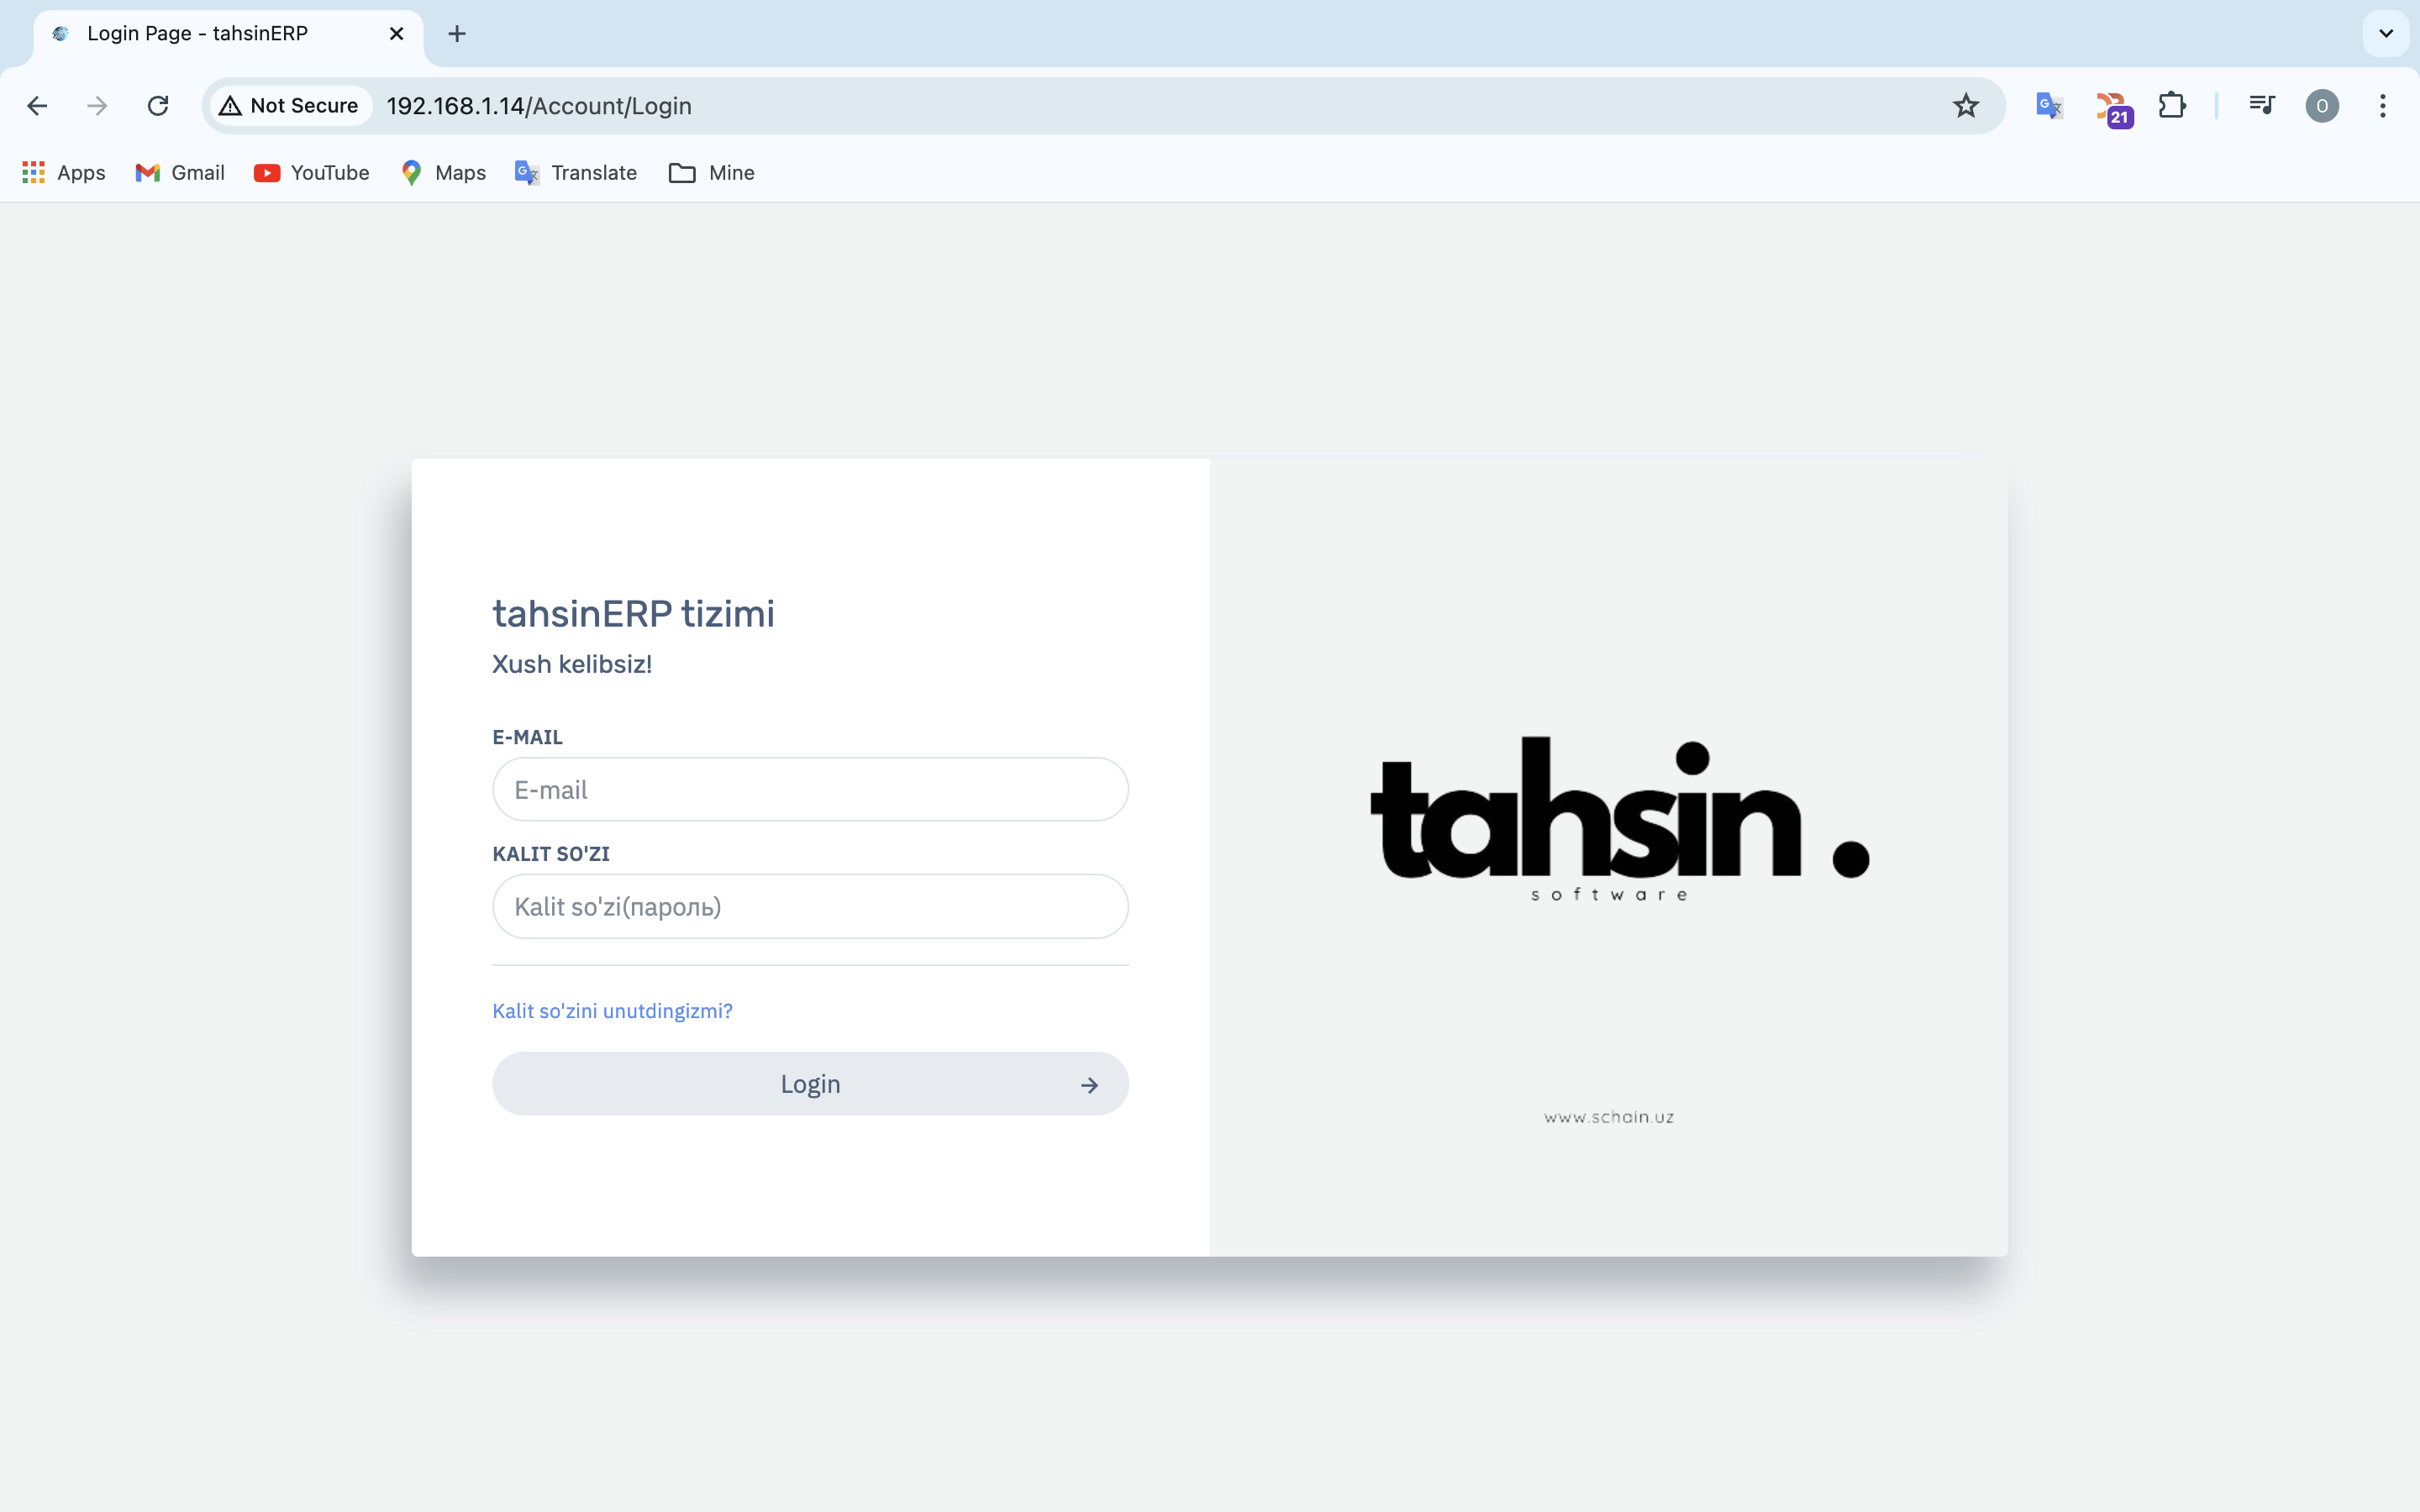 Login Page - tahsinERP
Not Secure
192.168.1.14/Account/Login
21
O
Apps
Gmail
YouTube
Maps
Translate
Mine
tahsinERP tizimi
Xush kelibsiz!
E-MAIL
E-mail
KALIT SO'ZI
Kalit so'zi(пароль)
Kalit so'zini unutdingizmi?
Login
tahsin.
software
www.schain.uz